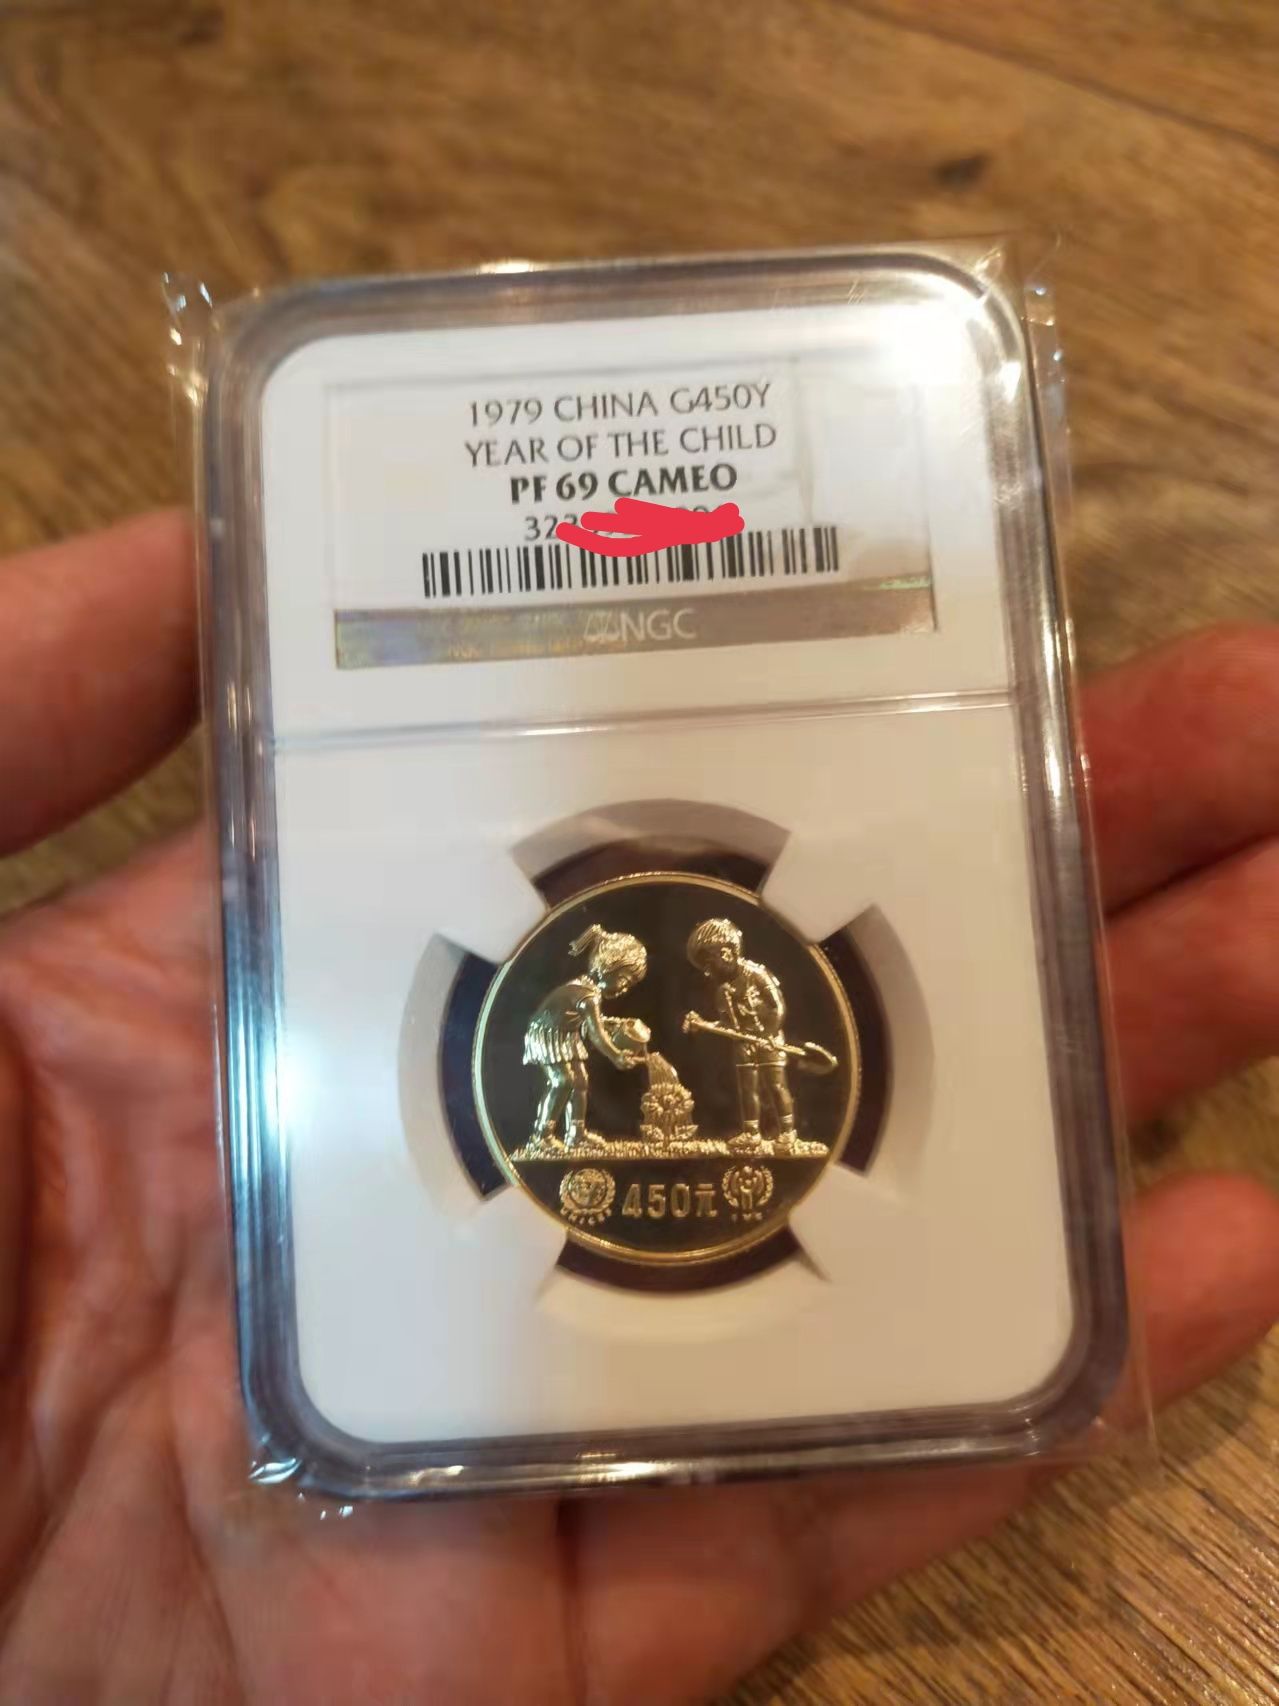 1979 CHINA G450Y
YEAR OF THE CHILD
PF 69 CAMEO
NGC
450元